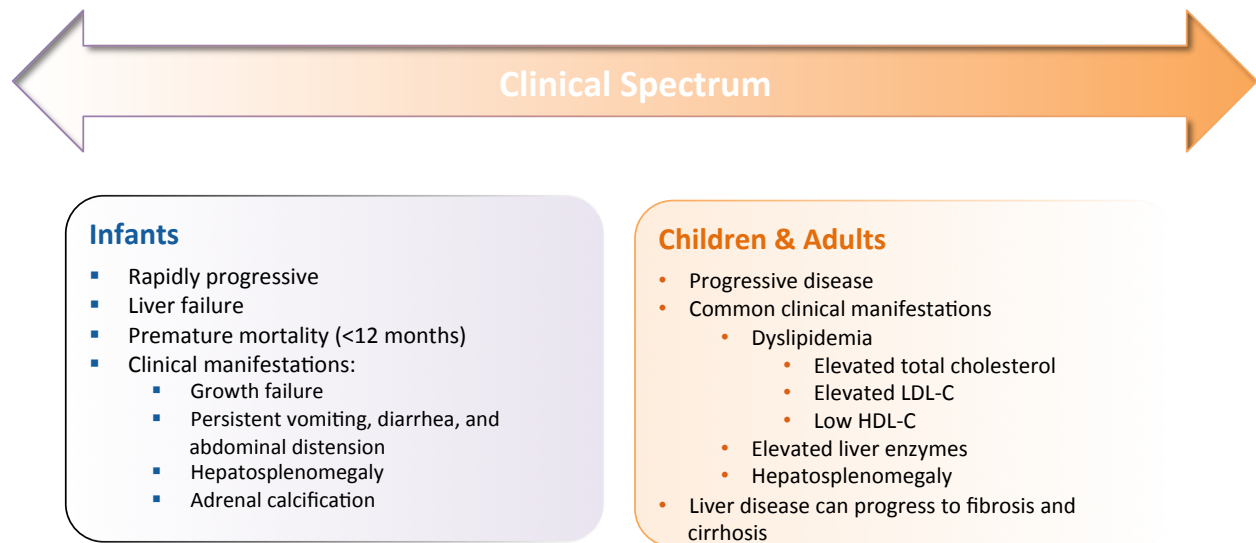 Clinical Spectrum
Infants
▪ Rapidly progressive
▪ Liver failure
▪ Premature mortality (<12 months)
▪ Clinical manifestations:
▪ Growth failure
▪ Persistent vomiting, diarrhea, and
abdominal distension
▪ Hepatosplenomegaly
▪ Adrenal calcification
Children & Adults
• Progressive disease
• Common clinical manifestations
• Dyslipidemia
• Elevated total cholesterol
• Elevated LDL-C
• Low HDL-C
• Elevated liver enzymes
• Hepatosplenomegaly
• Liver disease can progress to fibrosis and
cirrhosis